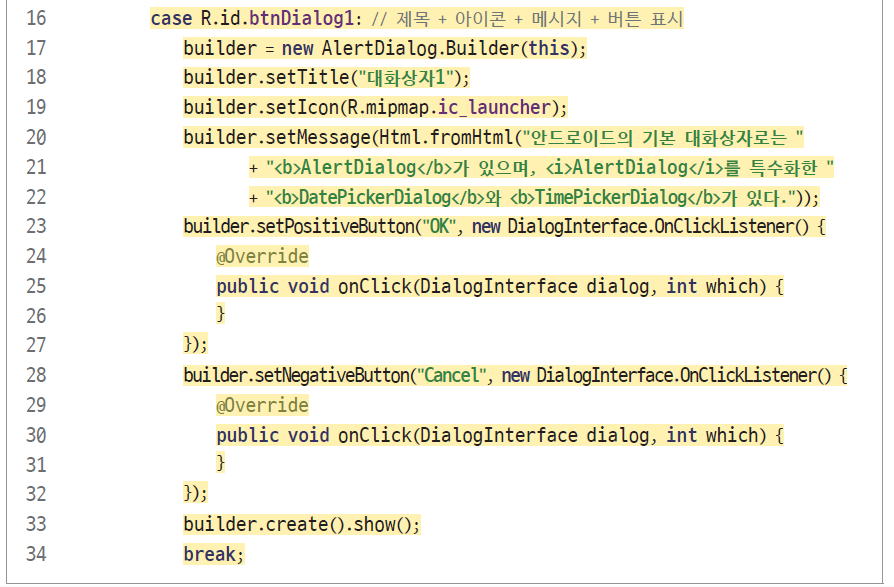 16 case R.id.btnDialog1: // 제목 + 아이콘 + 메시지 + 버튼 표시
17 builder = new AlertDialog.Builder(this);
18 builder.setTitle("대화상자1");
19 builder.setIcon(R.mipmap.ic_launcher);
20 builder.setMessage(Html.fromHtml("안드로이드의 기본 대화상자로는 "
21 + "<b>AlertDialog</b>가 있으며, <i>AlertDialog</i>를 특수화한 "
22 + "<b>DatePickerDialog</b>와 <b>TimePickerDialog</b>가 있다."));
23 builder.setPositiveButton("OK", new DialogInterface.OnClickListener() {
24 @Override
25 public void onClick(DialogInterface dialog, int which) {
26 }
27 });
28 builder.setNegativeButton("Cancel", new DialogInterface.OnClickListener() {
29 @Override
30 public void onClick(DialogInterface dialog, int which) {
31 }
32 });
33 builder.create().show();
34 break;